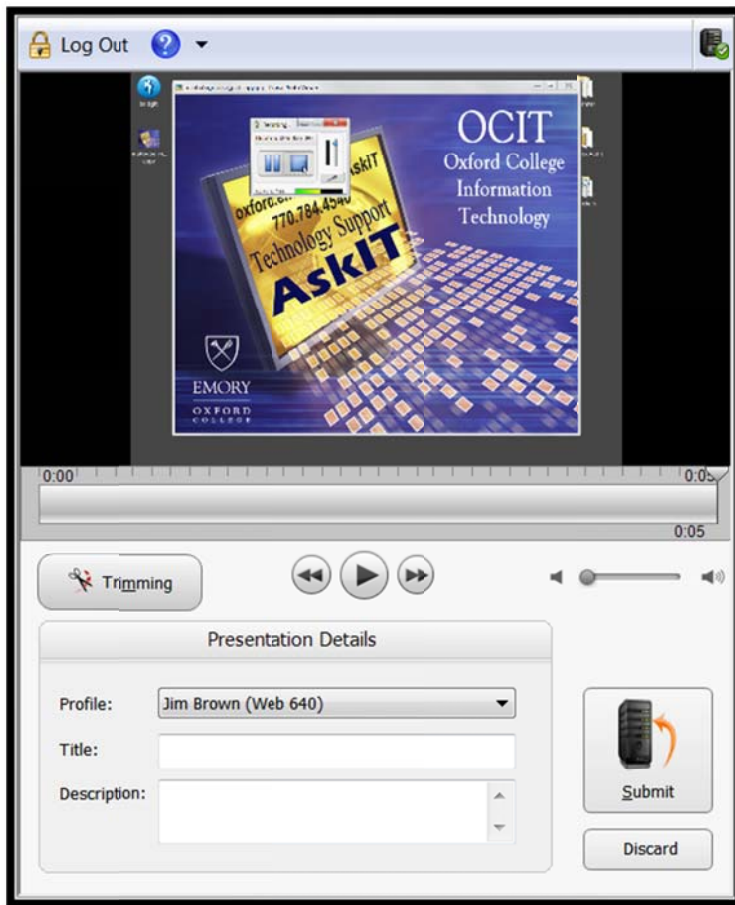 Log Out
OCIT
Oxford College
Information
Technology
AskIT
770.784.4540
Technology Support
AskIT
EMORY
OXFORD
COLLEGE
0:00
0:05
0:05
Trimming
Presentation Details
Profile:
Jim Brown (Web 640)
Title:
Description:
Submit
Discard